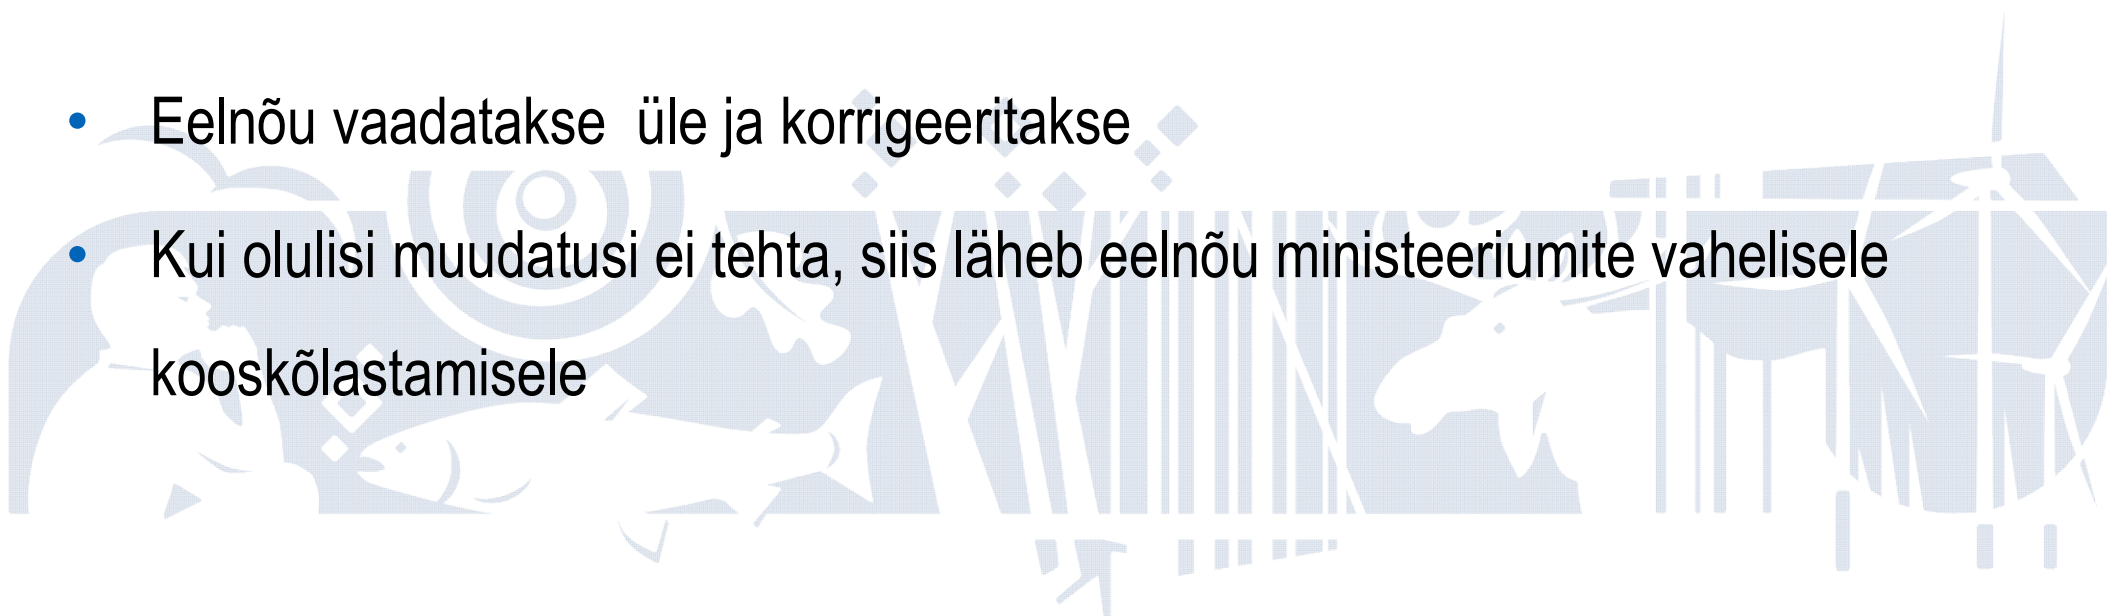 • Eelnõu vaadatakse  üle ja korrigeeritakse
• Kui olulisi muudatusi ei tehta, siis läheb eelnõu ministeeriumite vahelisele
kooskõlastamisele